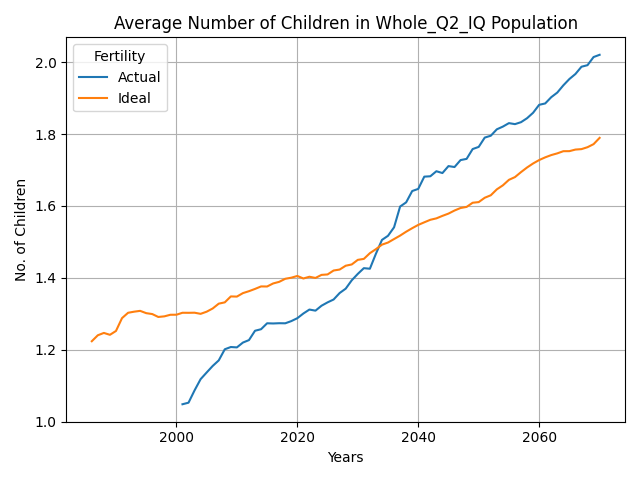 Average Number of Children in Whole_Q2_IQ Population
Fertility
Actual
Ideal
No. of Children
2.0
1.8
1.6
1.4
1.2
1.0
2000
2020
2040
2060
Years